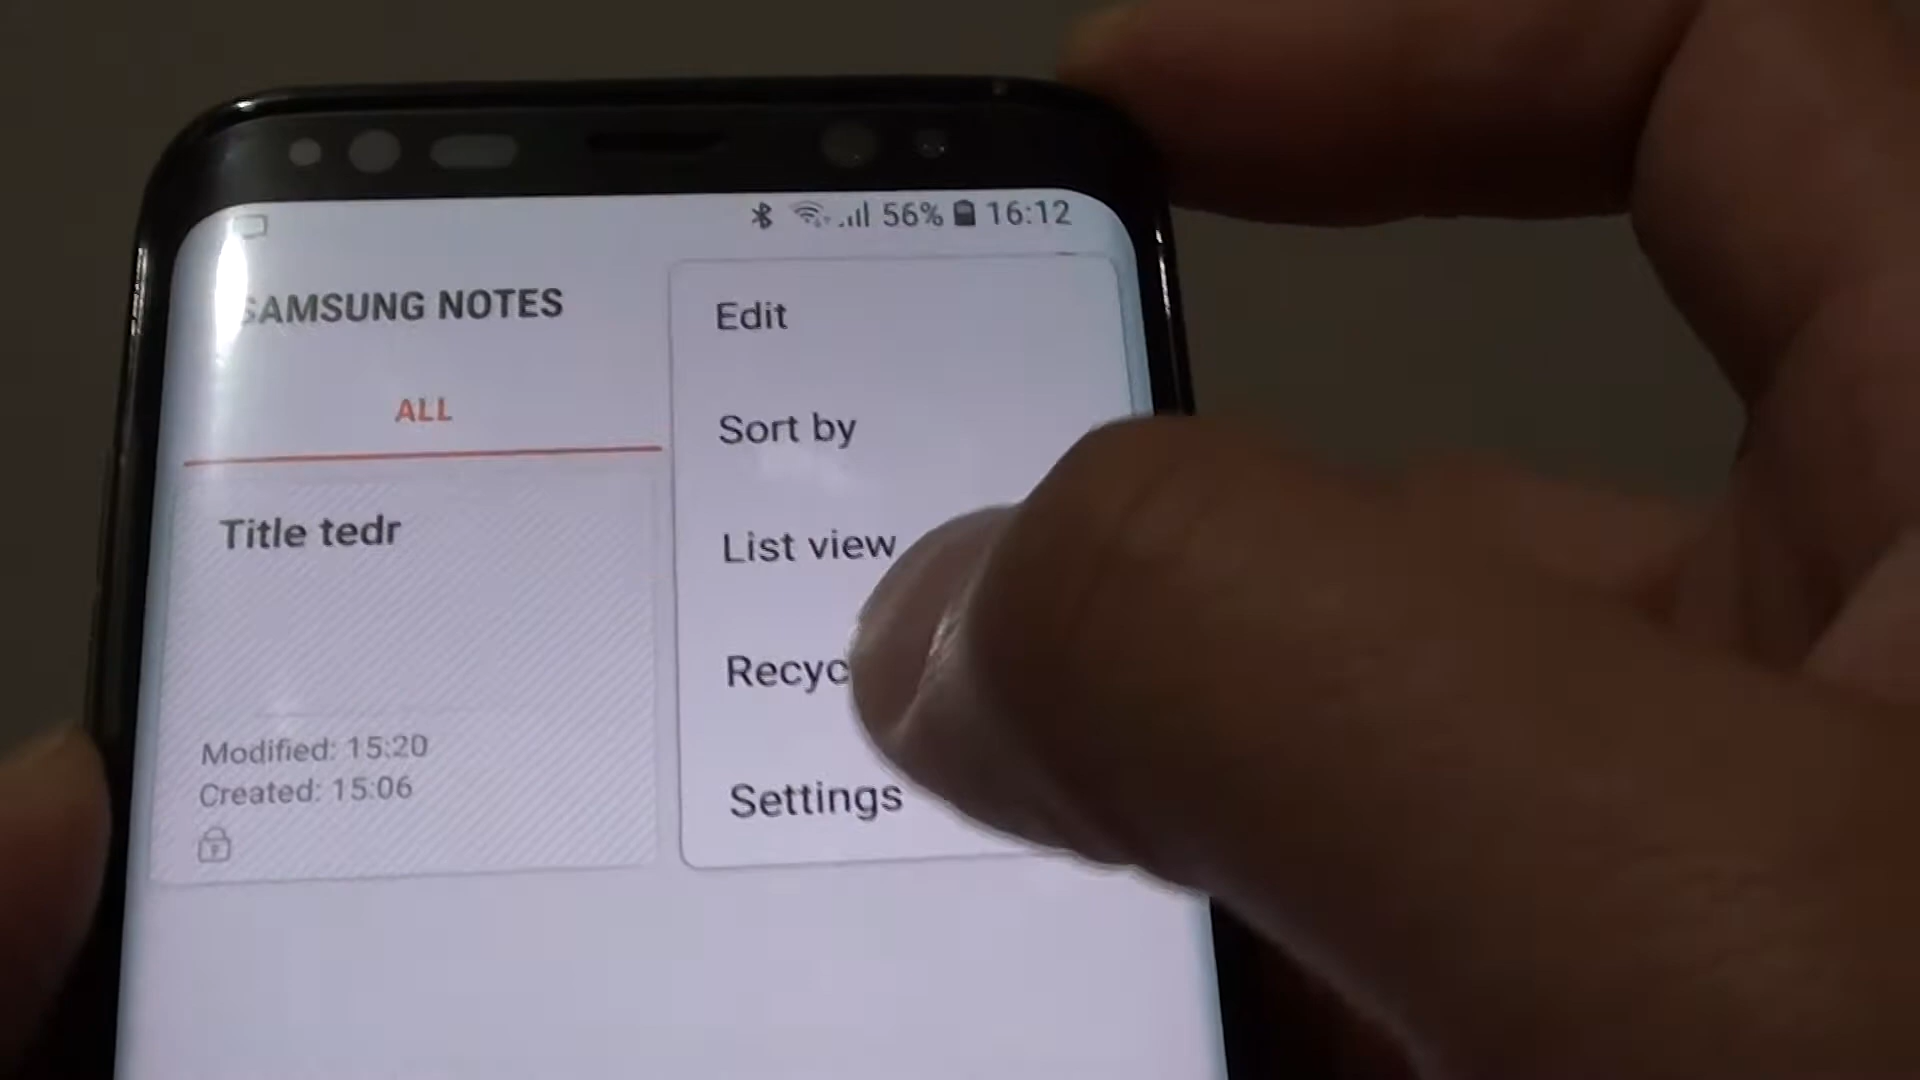 56% 16:12
SAMSUNG NOTES
ALL
Title tedr
Modified: 15:20
Created: 15:06
Edit
Sort by
List view
Recyc
Settings